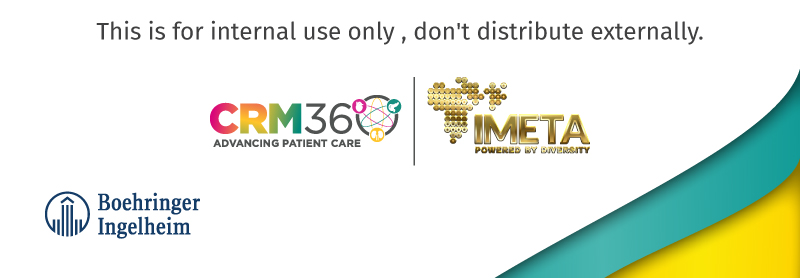 This is for internal use only , don't distribute externally.
CRM360
ADVANCING PATIENT CARE
IMETA
POWERED BY DIVERSITY
Boehringer
Ingelheim